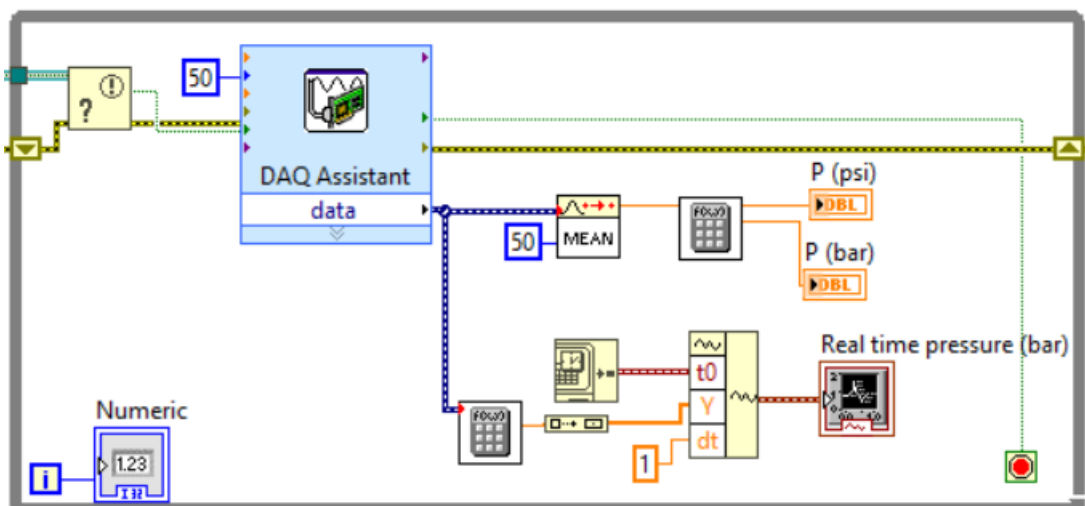 ?
50
DAQ Assistant
data
50
MEAN
F(x,y)
P (psi)
DBL
P (bar)
DBL
t0
Y
dt
1
F(x,y)
Real time pressure (bar)
Numeric
1.23
I32
i